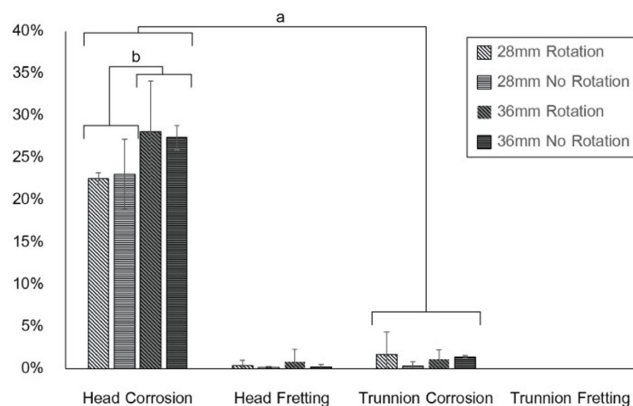 a
40%
b
35%
30%
25%
20%
15%
10%
5%
0%
28mm Rotation
28mm No Rotation
36mm Rotation
36mm No Rotation
Head Corrosion
Head Fretting
Trunnion Corrosion
Trunnion Fretting